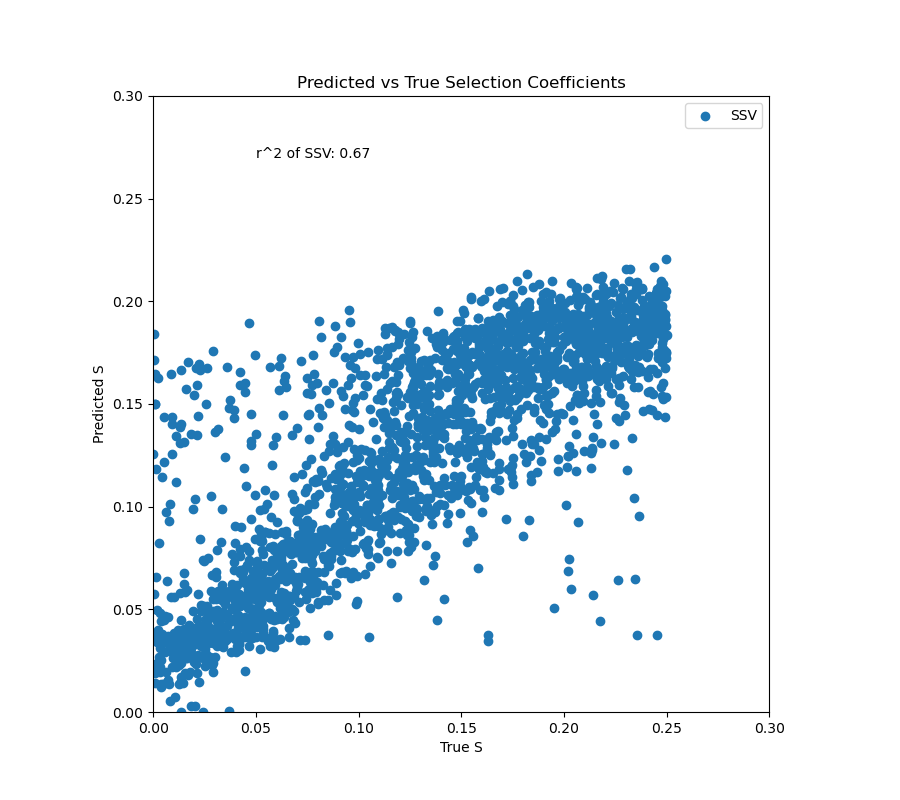 Predicted vs True Selection Coefficients
0.30
SSV
r^2 of SSV: 0.67
0.25
0.20
0.15
Predicted S
0.10
0.05
0.00
0.00 0.05 0.10 0.15 0.20 0.25 0.30
True S